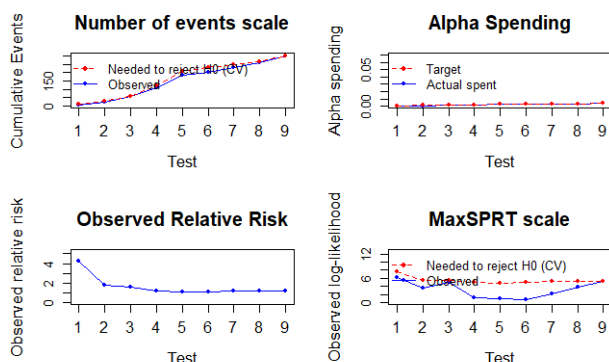 Number of events scale
Cumulative Events
150
0
Needed to reject H0 (CV)
Observed
1 2 3 4 5 6 7 8 9
Test
Alpha Spending
Alpha spending
0.05
0.00
Target
Actual spent
1 2 3 4 5 6 7 8 9
Test
Observed Relative Risk
Observed relative risk
4
2
0
1 2 3 4 5 6 7 8 9
Test
MaxSPRT scale
Observed log-likelihood
12
6
0
Needed to reject H0 (CV)
Observed
1 2 3 4 5 6 7 8 9
Test